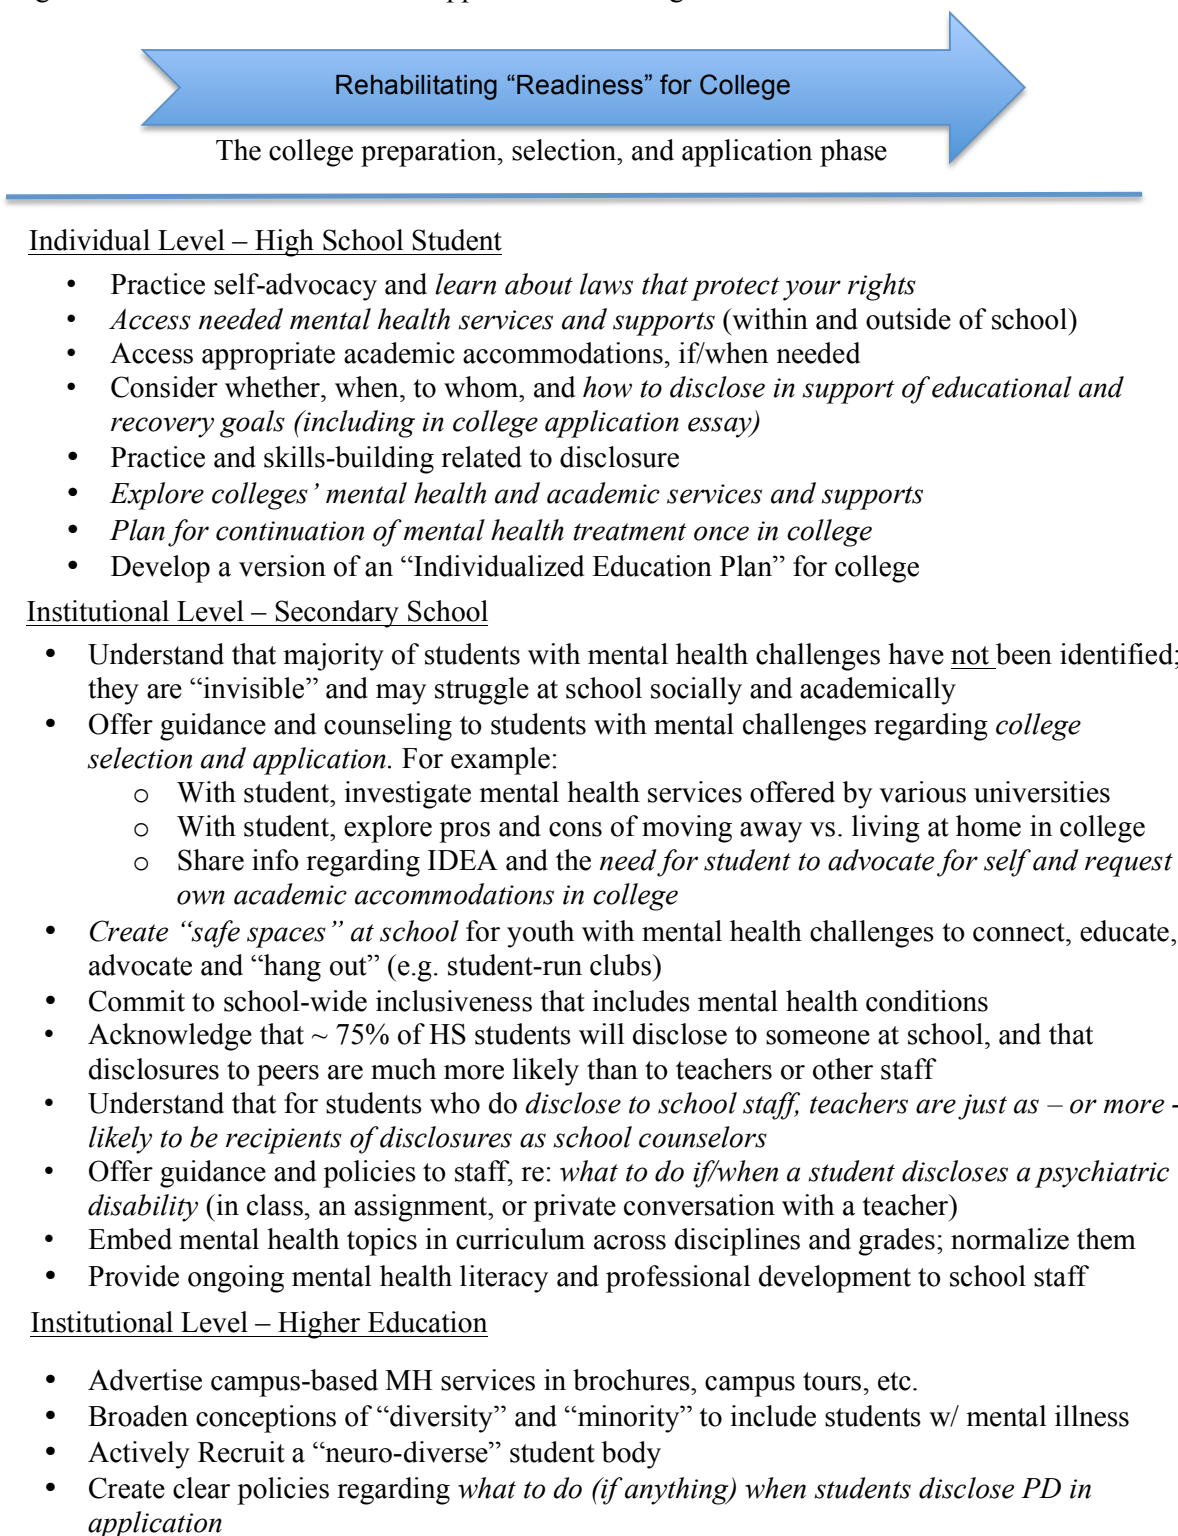 Rehabilitating “Readiness” for College
The college preparation, selection, and application phase
Individual Level – High School Student
• Practice self-advocacy and learn about laws that protect your rights
• Access needed mental health services and supports (within and outside of school)
• Access appropriate academic accommodations, if/when needed
• Consider whether, when, to whom, and how to disclose in support of educational and
recovery goals (including in college application essay)
• Practice and skills-building related to disclosure
• Explore colleges’ mental health and academic services and supports
• Plan for continuation of mental health treatment once in college
• Develop a version of an “Individualized Education Plan” for college
Institutional Level – Secondary School
• Understand that majority of students with mental health challenges have not been identified;
they are “invisible” and may struggle at school socially and academically
• Offer guidance and counseling to students with mental challenges regarding college
selection and application. For example:
o With student, investigate mental health services offered by various universities
o With student, explore pros and cons of moving away vs. living at home in college
o Share info regarding IDEA and the need for student to advocate for self and request
own academic accommodations in college
• Create “safe spaces” at school for youth with mental health challenges to connect, educate,
advocate and “hang out” (e.g. student-run clubs)
• Commit to school-wide inclusiveness that includes mental health conditions
• Acknowledge that ~ 75% of HS students will disclose to someone at school, and that
disclosures to peers are much more likely than to teachers or other staff
• Understand that for students who do disclose to school staff, teachers are just as – or more -
likely to be recipients of disclosures as school counselors
• Offer guidance and policies to staff, re: what to do if/when a student discloses a psychiatric
disability (in class, an assignment, or private conversation with a teacher)
• Embed mental health topics in curriculum across disciplines and grades; normalize them
• Provide ongoing mental health literacy and professional development to school staff
Institutional Level – Higher Education
• Advertise campus-based MH services in brochures, campus tours, etc.
• Broaden conceptions of “diversity” and “minority” to include students w/ mental illness
• Actively Recruit a “neuro-diverse” student body
• Create clear policies regarding what to do (if anything) when students disclose PD in
application